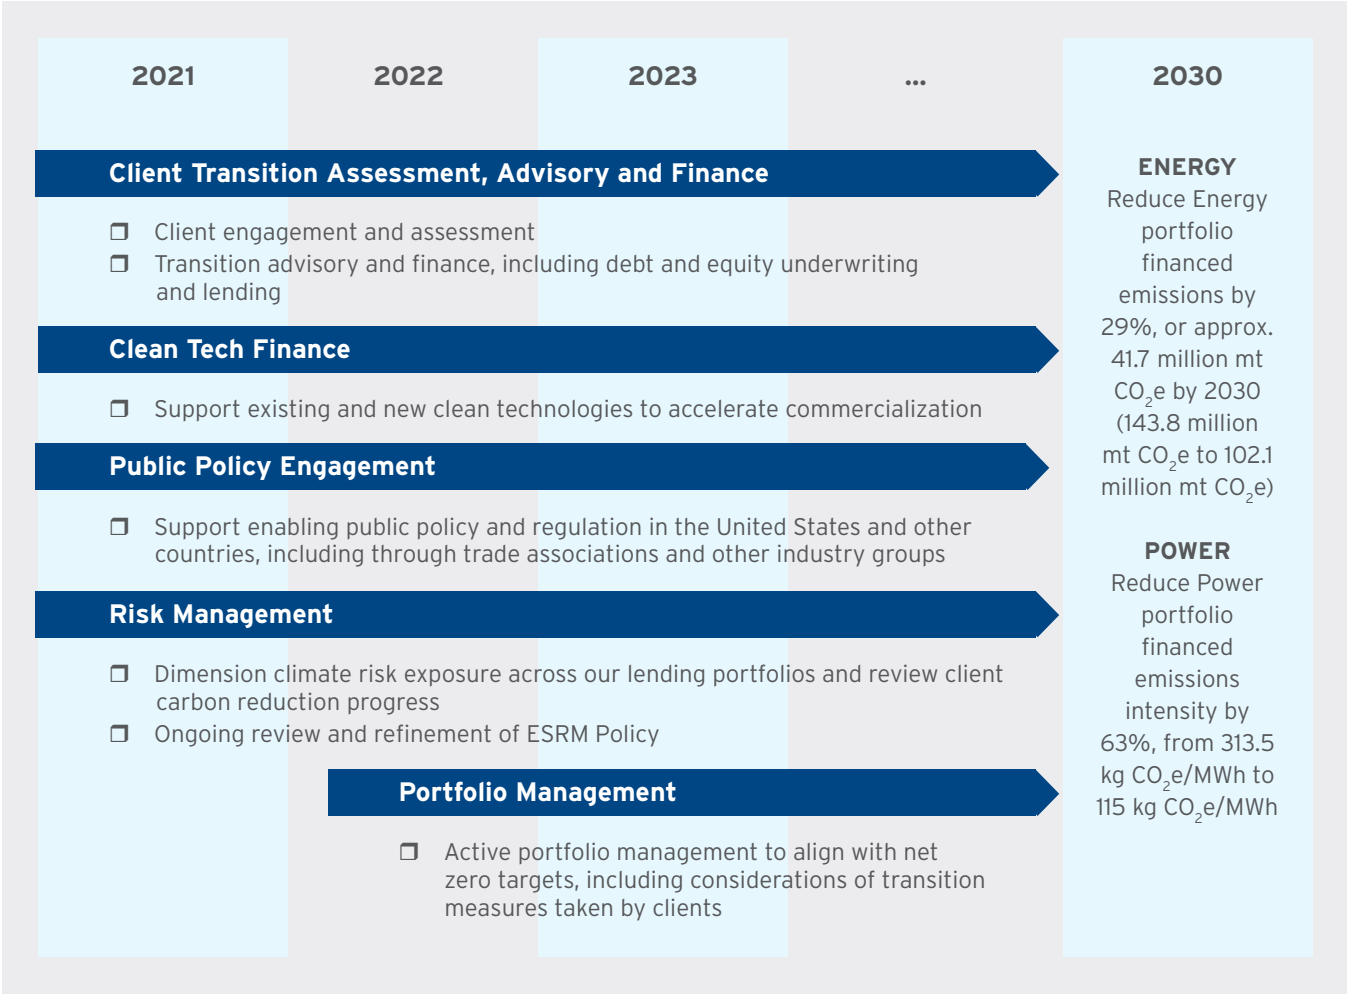 2021 2022 2023 ... 2030
Client Transition Assessment, Advisory and Finance
❒ Client engagement and assessment
❒ Transition advisory and finance, including debt and equity underwriting
and lending
Clean Tech Finance
❒ Support existing and new clean technologies to accelerate commercialization
Public Policy Engagement
❒ Support enabling public policy and regulation in the United States and other
countries, including through trade associations and other industry groups
Risk Management
❒ Dimension climate risk exposure across our lending portfolios and review client
carbon reduction progress
❒ Ongoing review and refinement of ESRM Policy
Portfolio Management
❒ Active portfolio management to align with net
zero targets, including considerations of transition
measures taken by clients
ENERGY
Reduce Energy
portfolio
financed
emissions by
29%, or approx.
41.7 million mt
CO₂e by 2030
(143.8 million
mt CO₂e to 102.1
million mt CO₂e)
POWER
Reduce Power
portfolio
financed
emissions
intensity by
63%, from 313.5
kg CO₂e/MWh to
115 kg CO₂e/MWh